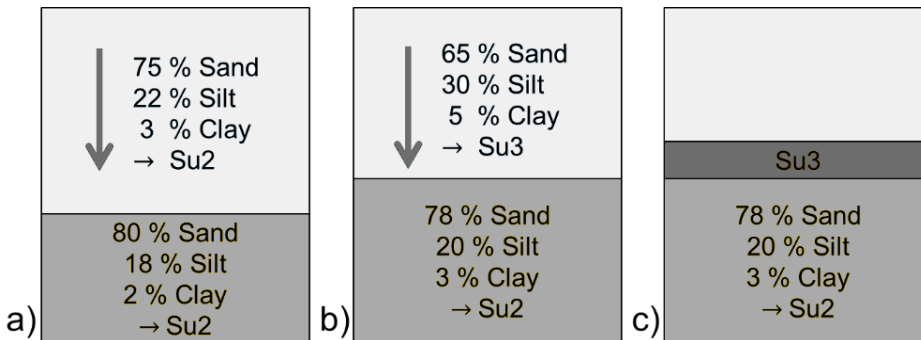 75 % Sand
22 % Silt
3 % Clay
→ Su2
80 % Sand
18 % Silt
2 % Clay
→ Su2
a)
65 % Sand
30 % Silt
5 % Clay
→ Su3
78 % Sand
20 % Silt
3 % Clay
→ Su2
b)
Su3
78 % Sand
20 % Silt
3 % Clay
→ Su2
c)